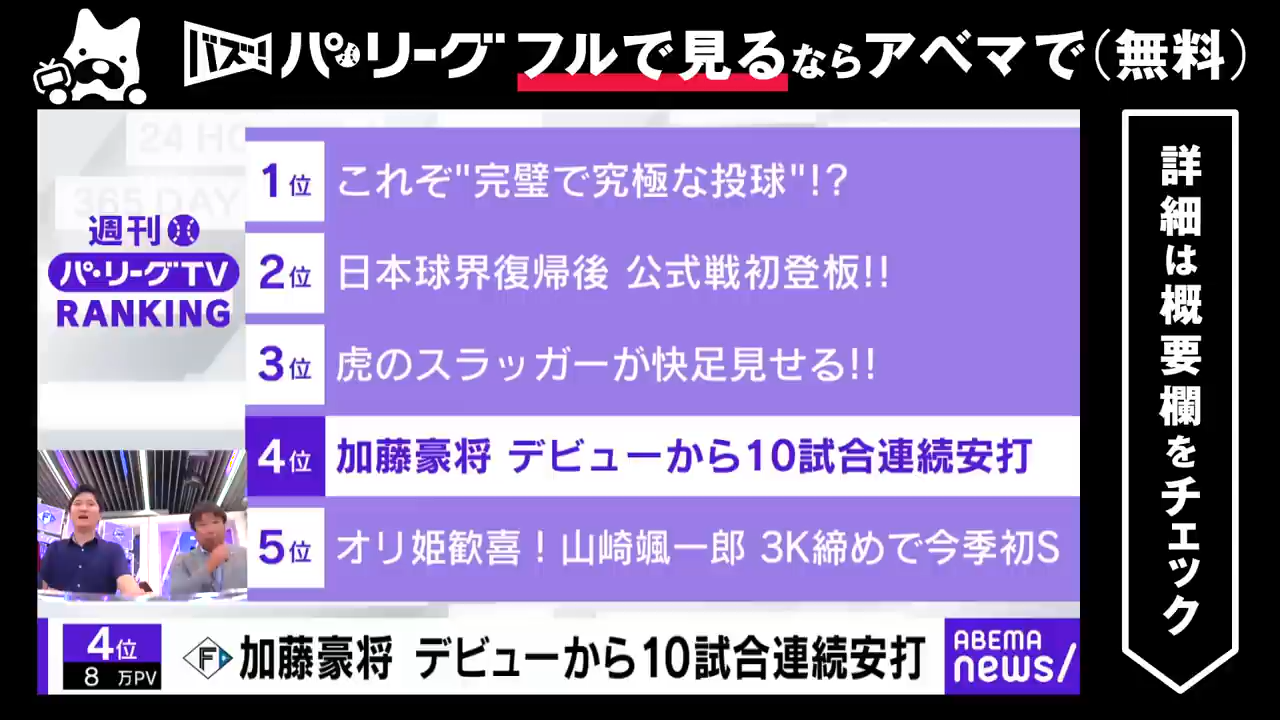 バズ!パ・リーグ フルで見るならアベマで(無料)
詳細は概要欄をチェック
24 HO
365 DAY
週刊
パ・リーグTV
RANKING
1位 これぞ"完璧で究極な投球"!?
2位 日本球界復帰後 公式戦初登板!!
3位 虎のスラッガーが快足見せる!!
4位 加藤豪将 デビューから10試合連続安打
5位 オリ姫歓喜!山崎颯一郎 3K締めで今季初S
4位
8 万PV
F 加藤豪将 デビューから10試合連続安打
ABEMA
news/